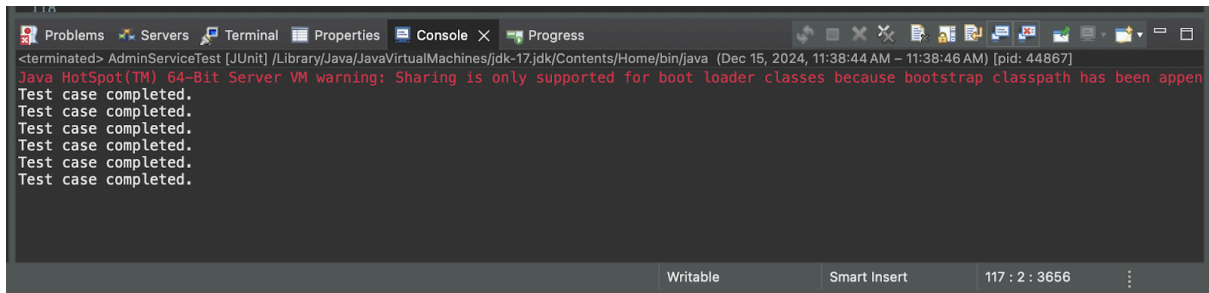 118
Problems Servers Terminal Properties Console Progress
<terminated> AdminServiceTest [JUnit] /Library/Java/JavaVirtualMachines/jdk-17.jdk/Contents/Home/bin/java (Dec 15, 2024, 11:38:44 AM – 11:38:46 AM) [pid: 44867]
Java HotSpot(TM) 64-Bit Server VM warning: Sharing is only supported for boot loader classes because bootstrap classpath has been appen
Test case completed.
Test case completed.
Test case completed.
Test case completed.
Test case completed.
Test case completed.
Writable Smart Insert 117 : 2 : 3656